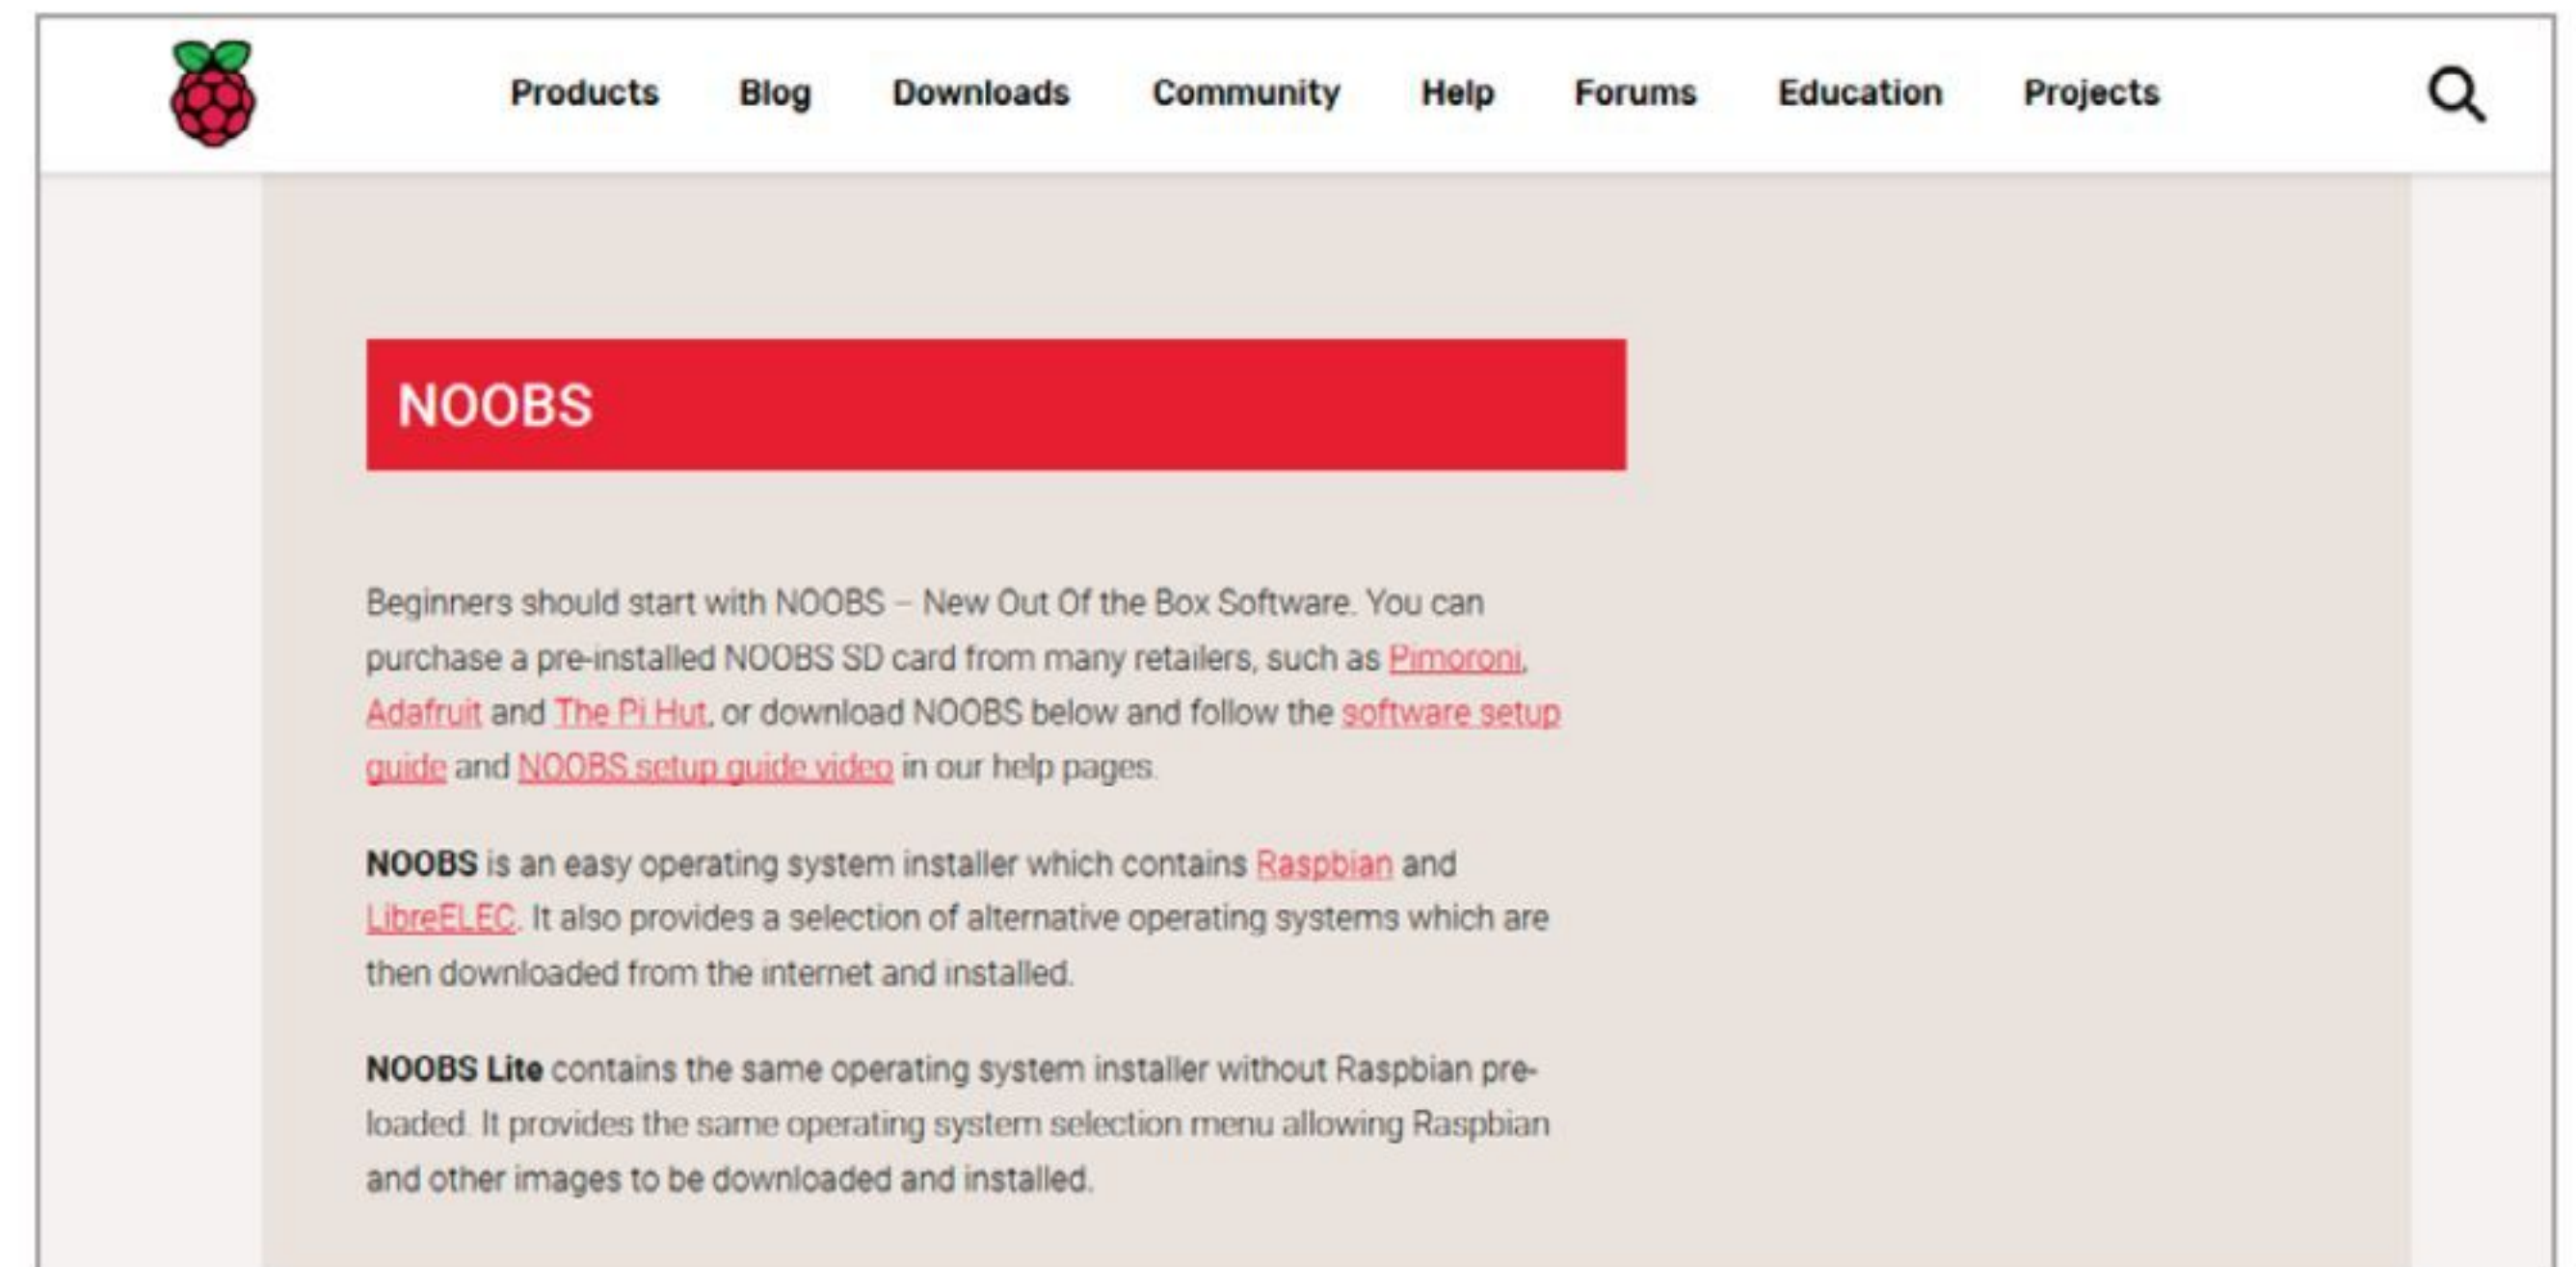 Products Blog Downloads Community Help Forums Education Projects
NOOBS
Beginners should start with NOOBS – New Out Of the Box Software. You can
purchase a pre-installed NOOBS SD card from many retailers, such as Pimoroni,
Adafruit and The Pi Hut, or download NOOBS below and follow the software setup
guide and NOOBS setup guide video in our help pages.
NOOBS is an easy operating system installer which contains Raspbian and
LibreELEC. It also provides a selection of alternative operating systems which are
then downloaded from the internet and installed.
NOOBS Lite contains the same operating system installer without Raspbian pre-
loaded. It provides the same operating system selection menu allowing Raspbian
and other images to be downloaded and installed.